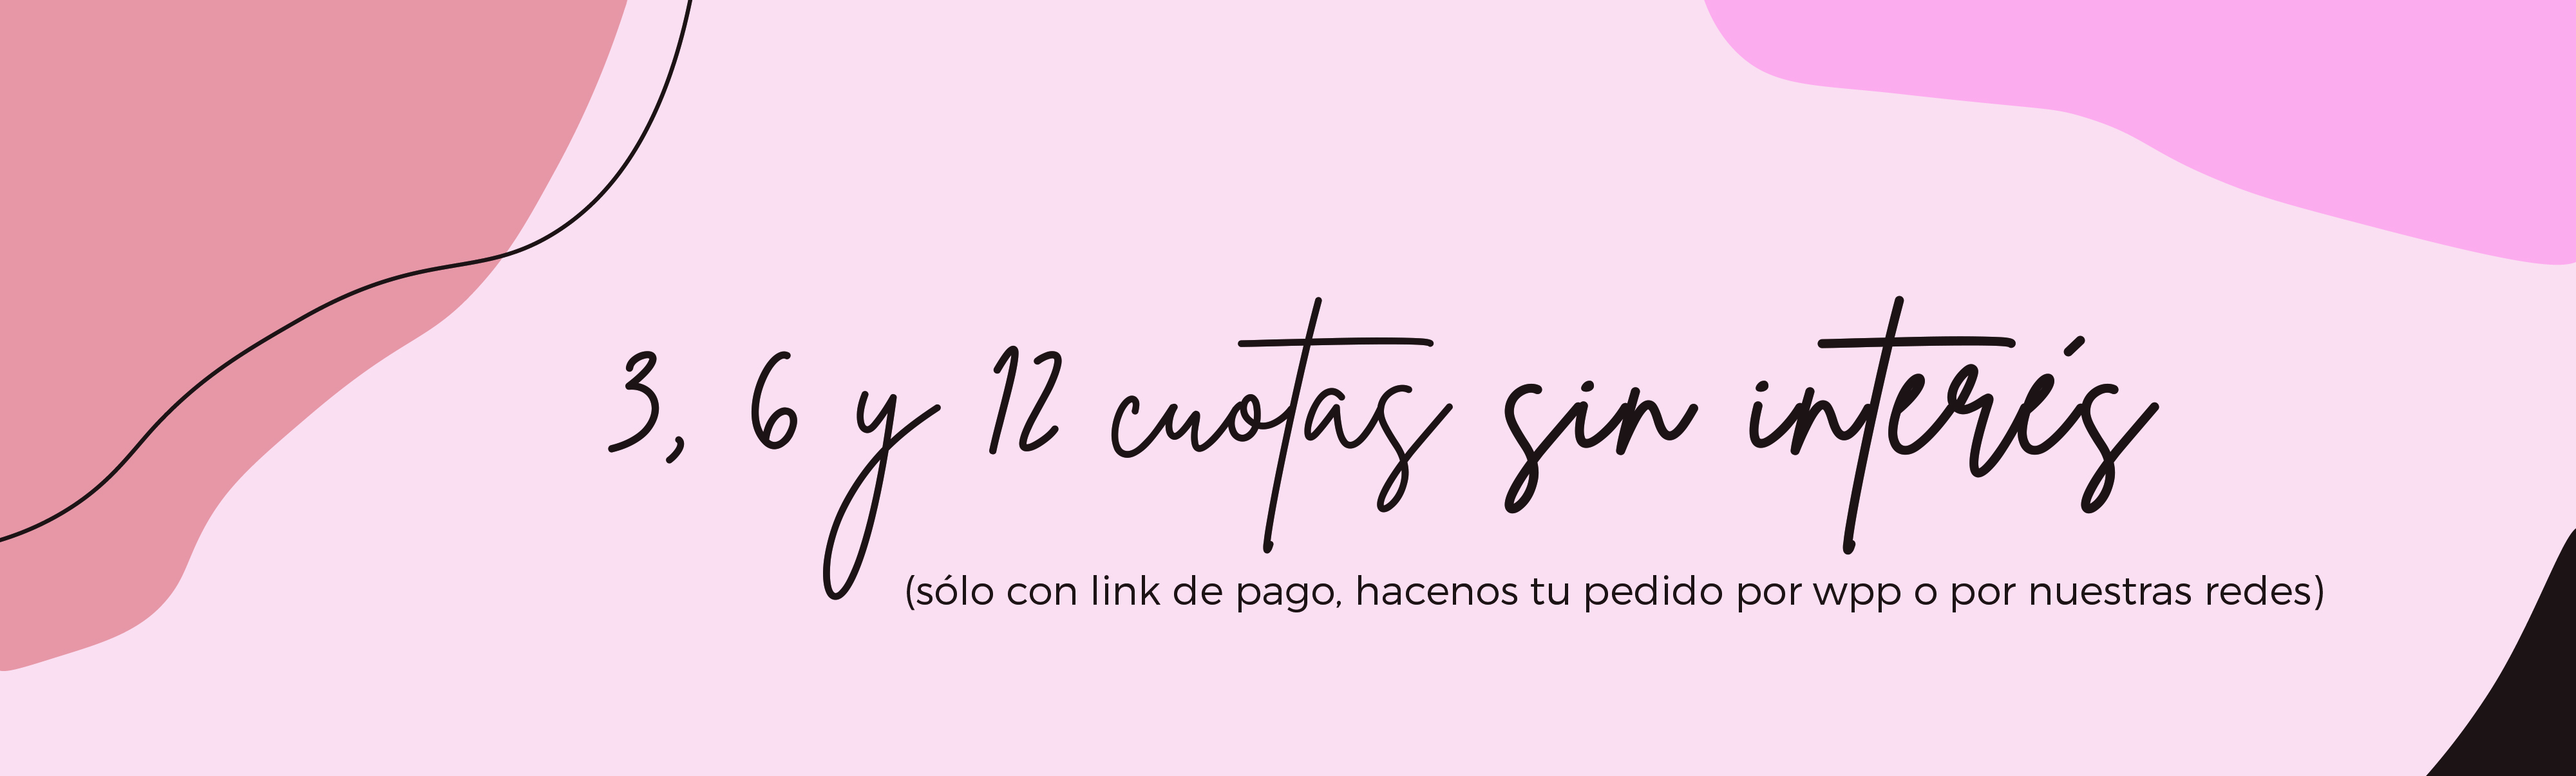 3, 6 y 12 cuotas sin interés
(sólo con link de pago, hacenos tu pedido por wpp o por nuestras redes)